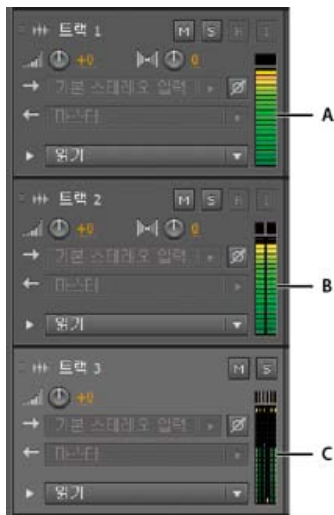 트랙 1 M S R I
+0 0
기본 스테레오 입력
마스터
읽기
A
트랙 2 M S R I
+0 0
기본 스테레오 입력
마스터
읽기
B
트랙 3 M S
+0
기본 스테레오 입력
마스터
읽기
C